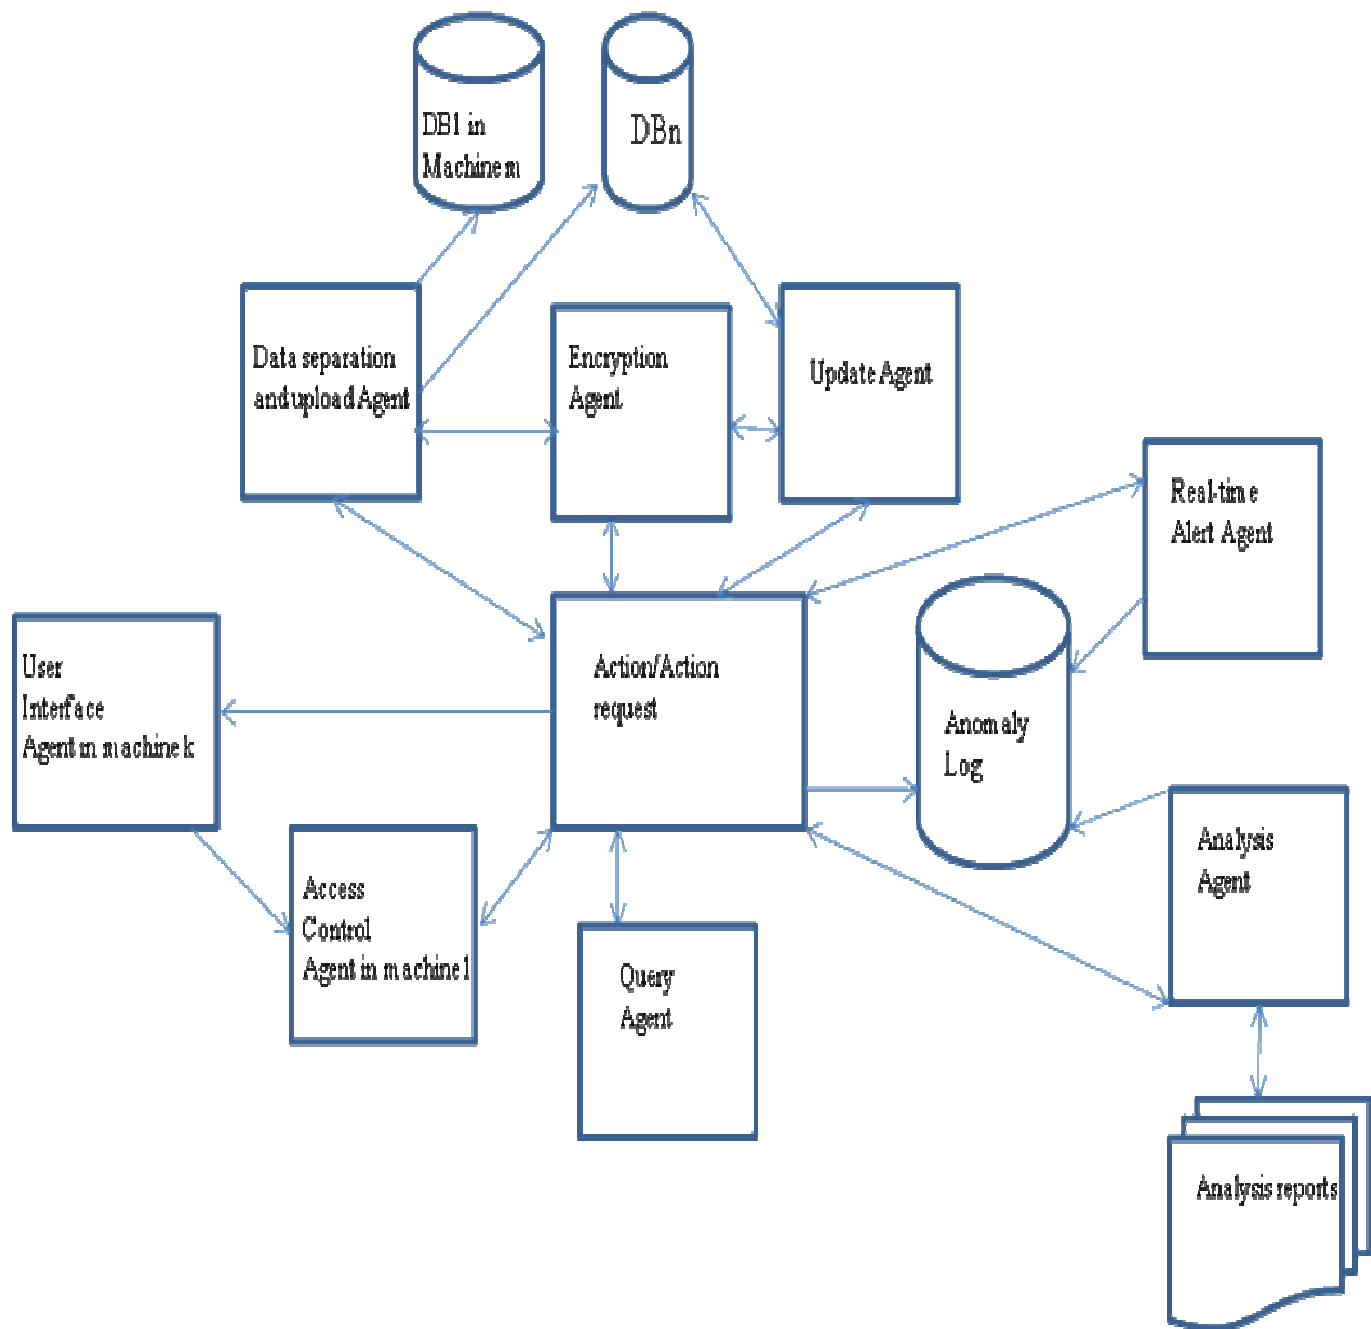 DB1 in
Machine m
DBn
Data separation
and upload Agent
Encryption
Agent
Update Agent
Real-time
Alert Agent
User
Interface
Agent in machine k
Action/Action
request
Anomaly
Log
Access
Control
Agent in machine l
Query
Agent
Analysis
Agent
Analysis reports